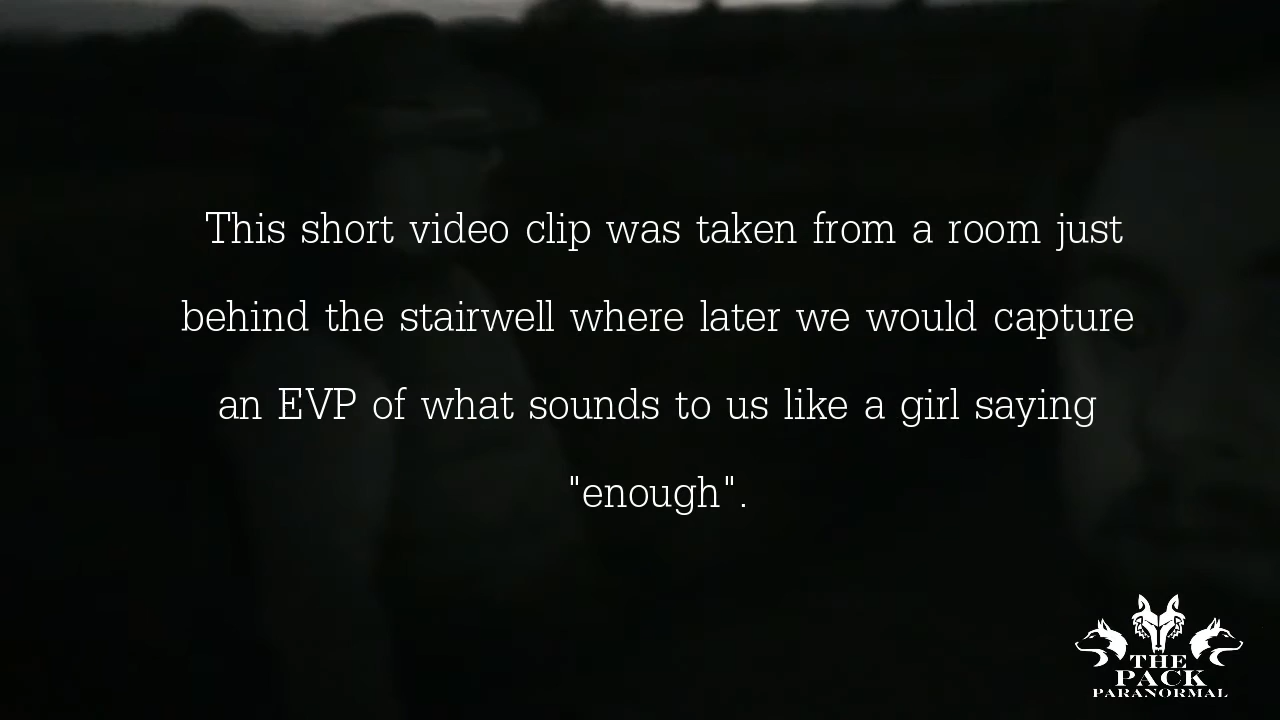 This short video clip was taken from a room just
behind the stairwell where later we would capture
an EVP of what sounds to us like a girl saying
"enough".
THE
PACK
PARANORMAL